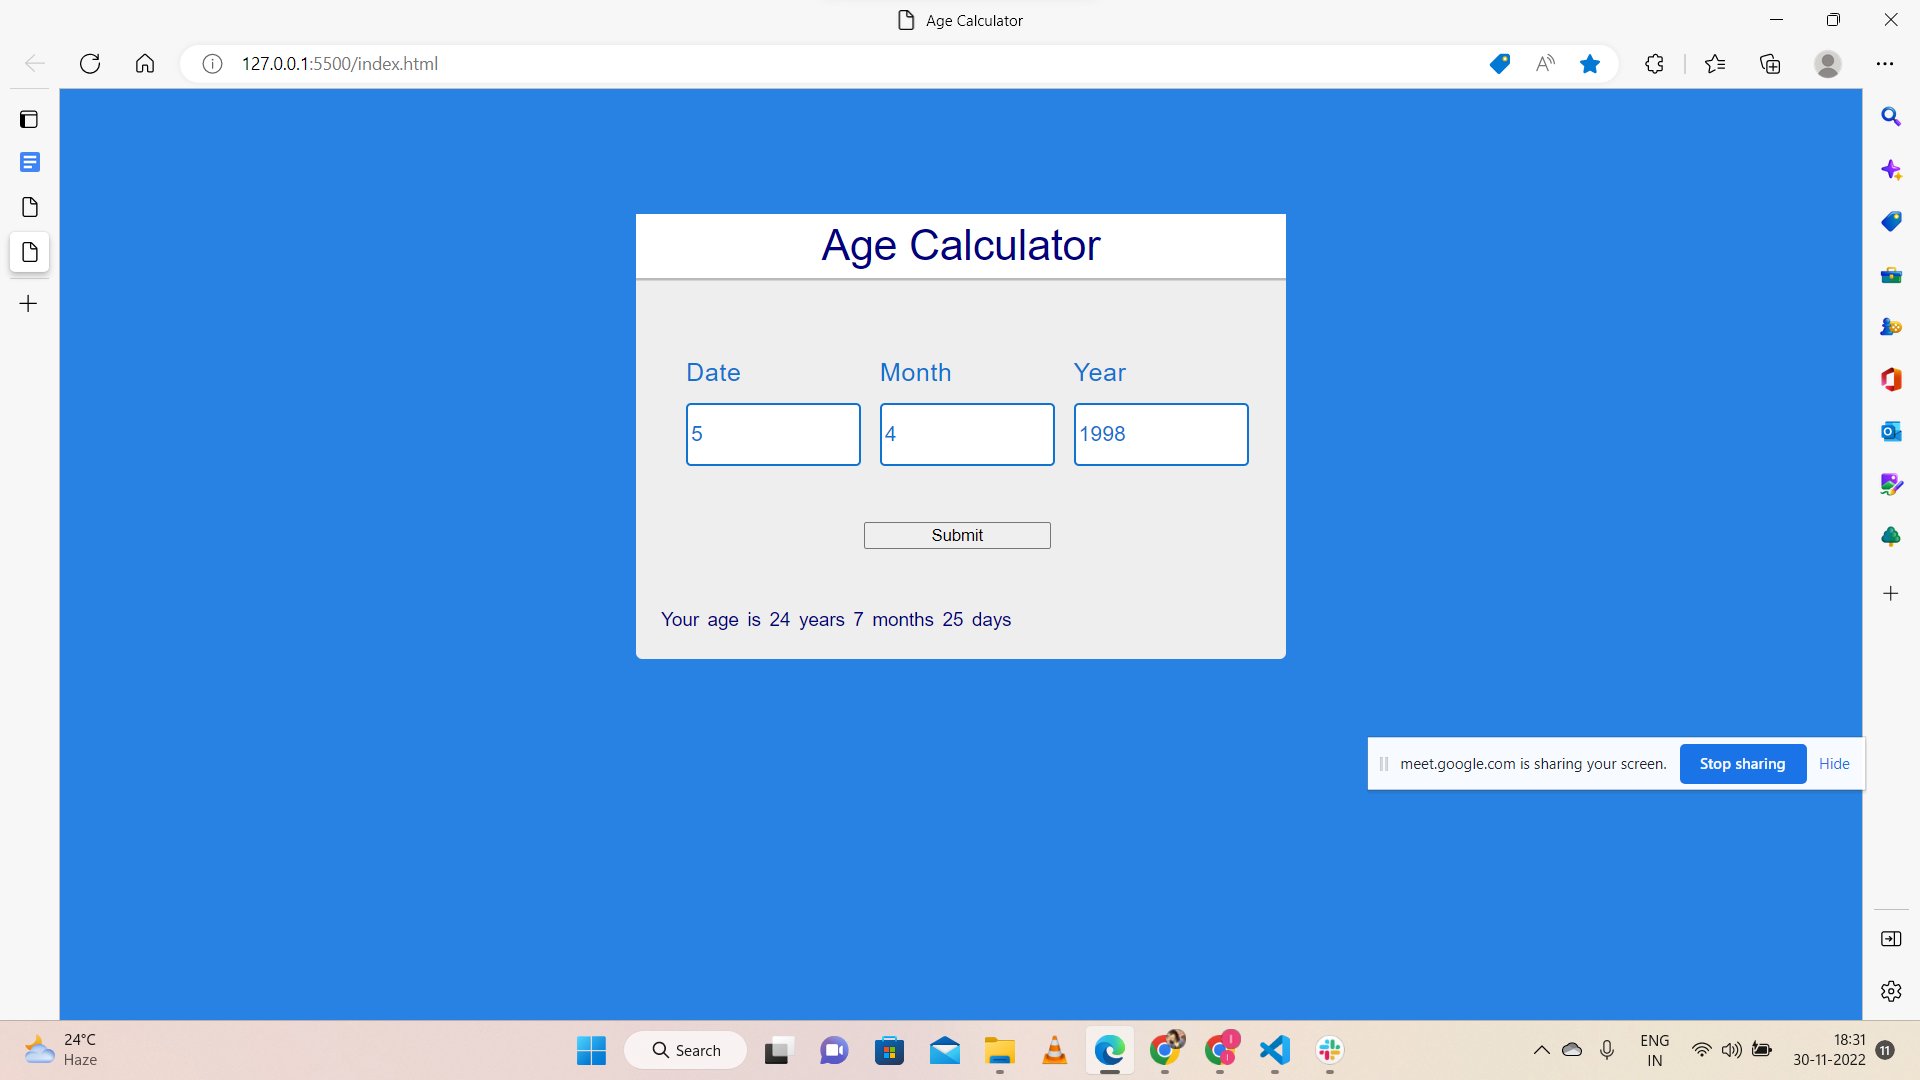 Age Calculator
127.0.0.1:5500/index.html
Age Calculator
Date Month Year
5 4 1998
Submit
Your age is 24 years 7 months 25 days
meet.google.com is sharing your screen. Stop sharing Hide
24°C
Haze
Search
ENG
IN
18:31
30-11-2022
11